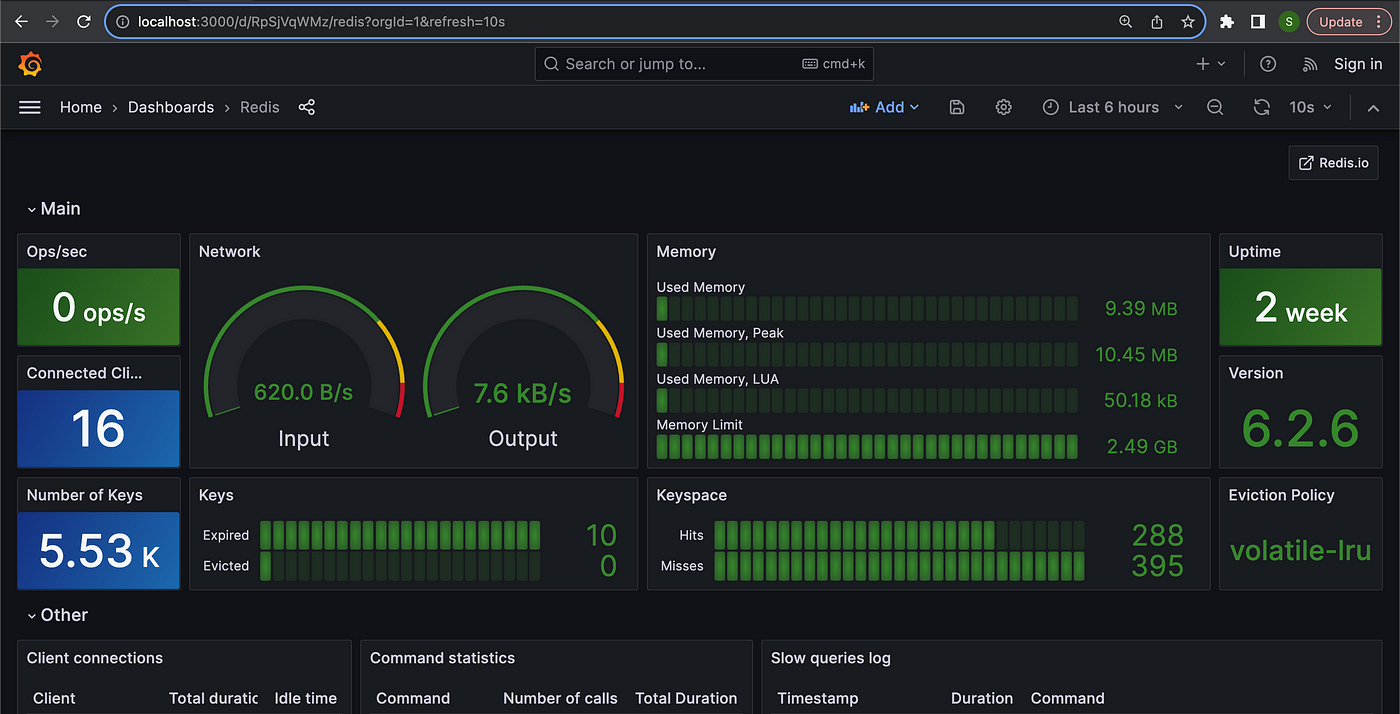 localhost:3000/d/RpSjVqWMz/redis?orgId=1&refresh=10s
S
Update
Search or jump to...
cmd+k
Sign in
Home › Dashboards › Redis
Add
Last 6 hours
10s
Redis.io
Main
Ops/sec
0 ops/s
Connected Cli...
16
Number of Keys
5.53 K
Network
620.0 B/s
Input
7.6 kB/s
Output
Memory
Used Memory
9.39 MB
Used Memory, Peak
10.45 MB
Used Memory, LUA
50.18 kB
Memory Limit
2.49 GB
Uptime
2 week
Version
6.2.6
Keys
Expired 10
Evicted 0
Keyspace
Hits 288
Misses 395
Eviction Policy
volatile-lru
Other
Client connections
Client Total duratic Idle time
Command statistics
Command Number of calls Total Duration
Slow queries log
Timestamp Duration Command